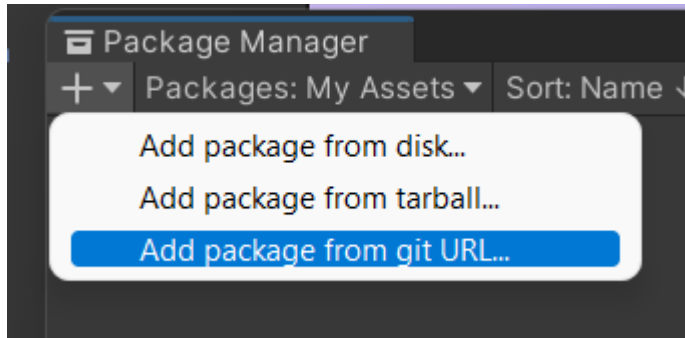 Package Manager
Packages: My Assets Sort: Name
Add package from disk...
Add package from tarball...
Add package from git URL...